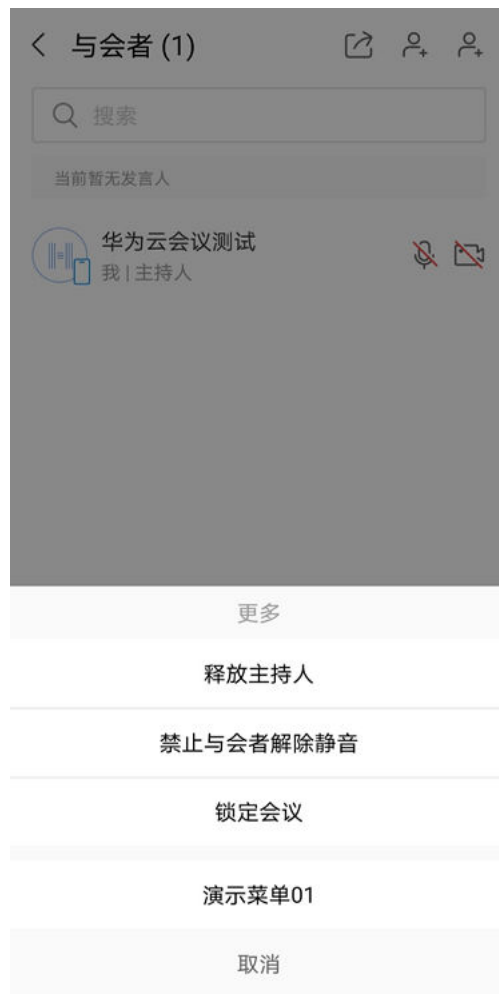 与会者 (1)
搜索
当前暂无发言人
华为云会议测试
我 | 主持人
更多
释放主持人
禁止与会者解除静音
锁定会议
演示菜单01
取消